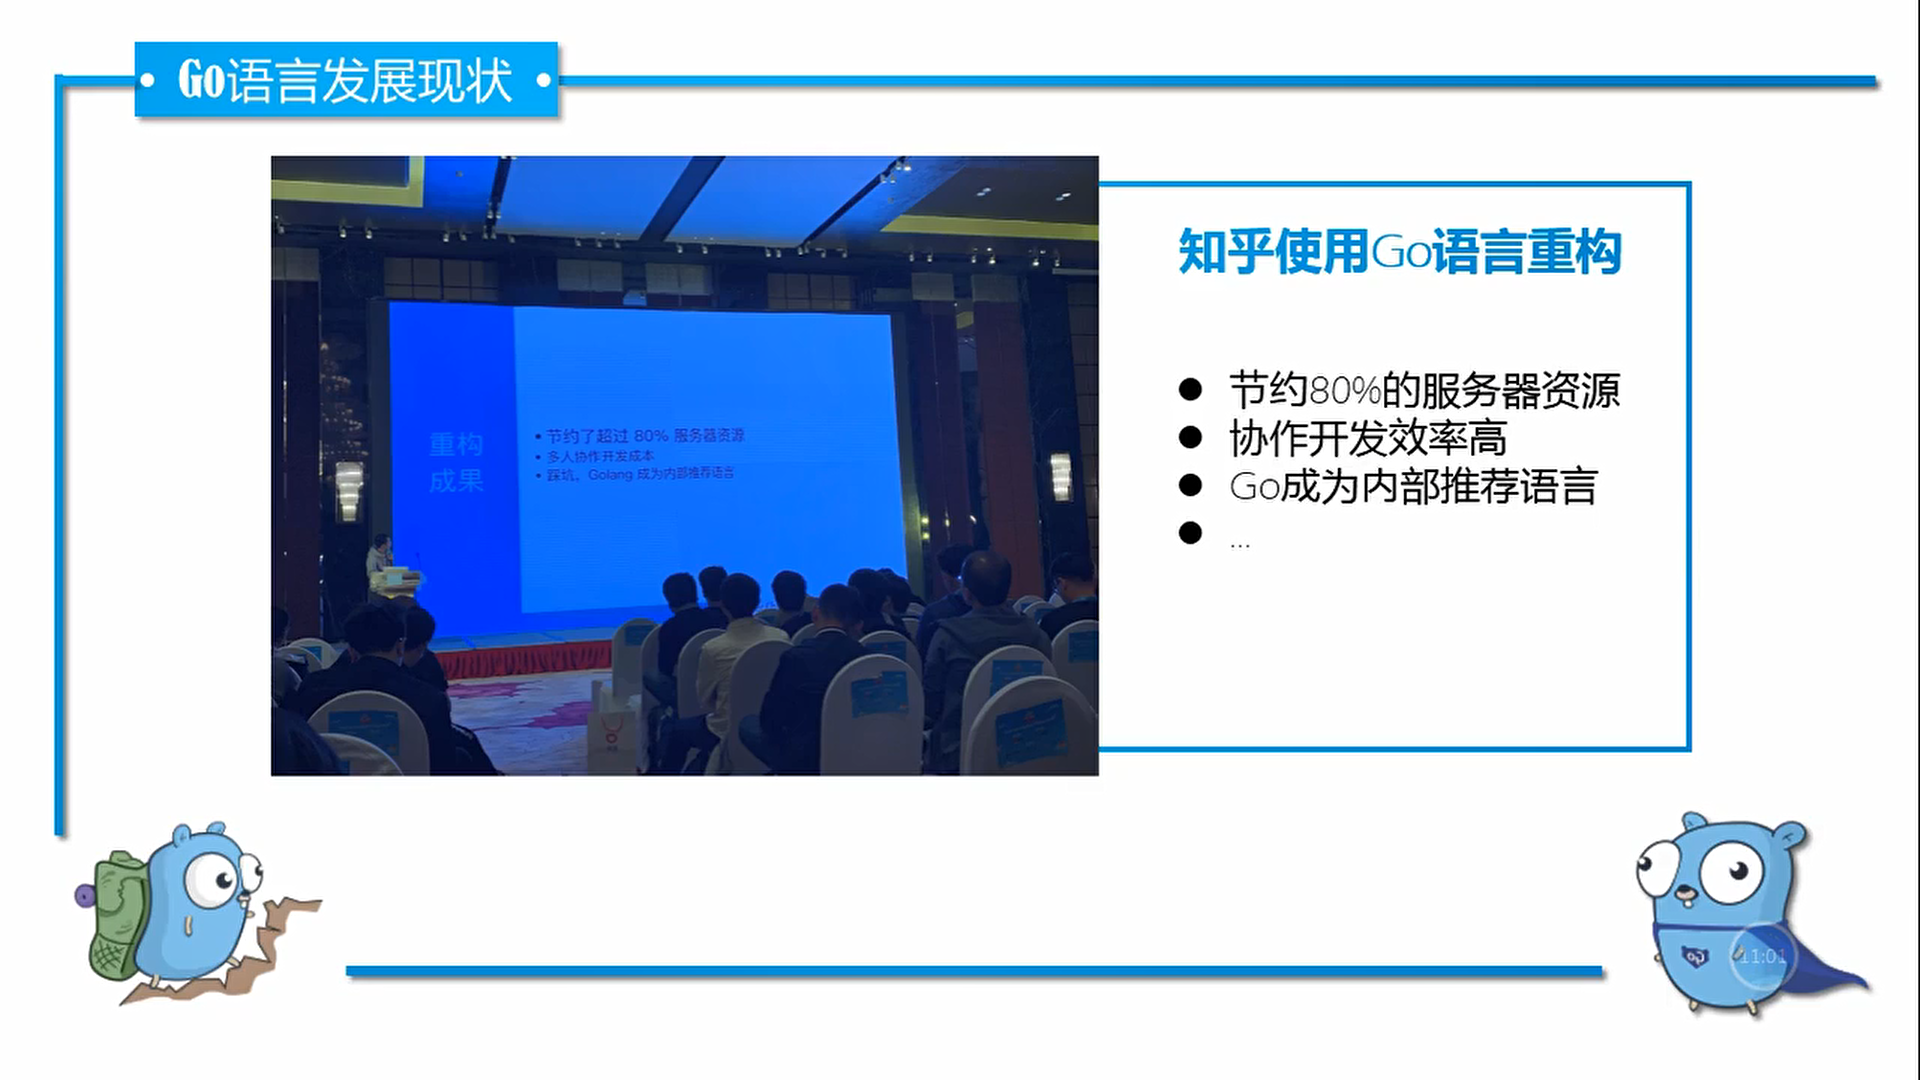 Go语言发展现状
重构
成果
• 节约了超过 80% 服务器资源
• 多人协作开发成本
• 踩坑。Golang 成为内部推荐语言
知乎使用Go语言重构
● 节约80%的服务器资源
● 协作开发效率高
● Go成为内部推荐语言
● ...
go
11:01